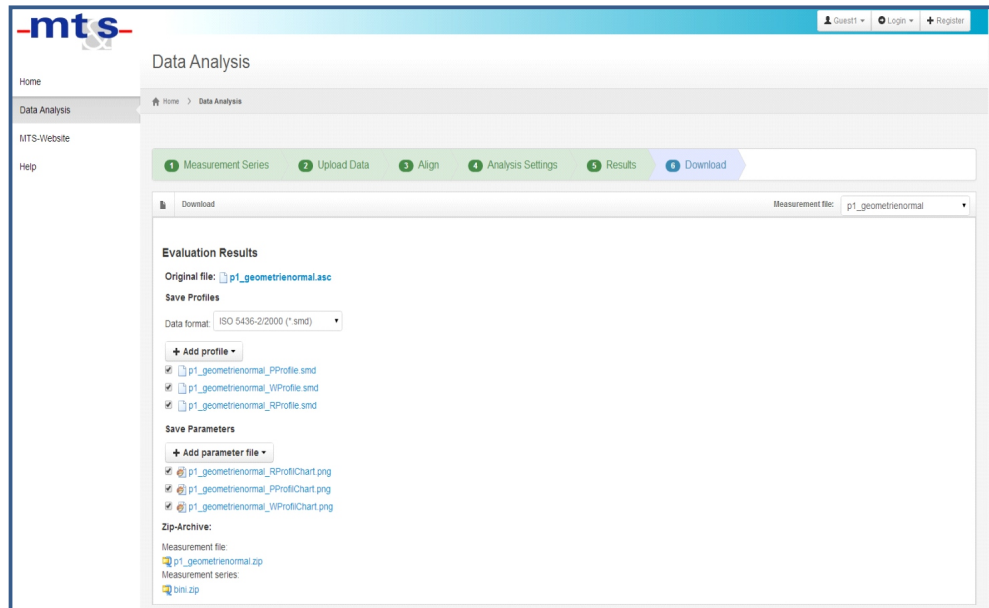 -mts-
&
Guest1
Login
+ Register
Data Analysis
Home
Data Analysis
MTS-Website
Help
Home > Data Analysis
1 Measurement Series 2 Upload Data 3 Align 4 Analysis Settings 5 Results 6 Download
Download
Measurement file: p1_geometrienormal
Evaluation Results
Original file: p1_geometrienormal.asc
Save Profiles
Data format: ISO 5436-2/2000 (*.smd)
+ Add profile
p1_geometrienormal_PProfile.smd
p1_geometrienormal_WProfile.smd
p1_geometrienormal_RProfile.smd
Save Parameters
+ Add parameter file
p1_geometrienormal_RProfilChart.png
p1_geometrienormal_PProfilChart.png
p1_geometrienormal_WProfilChart.png
Zip-Archive:
Measurement file:
p1_geometrienormal.zip
Measurement series:
bini.zip